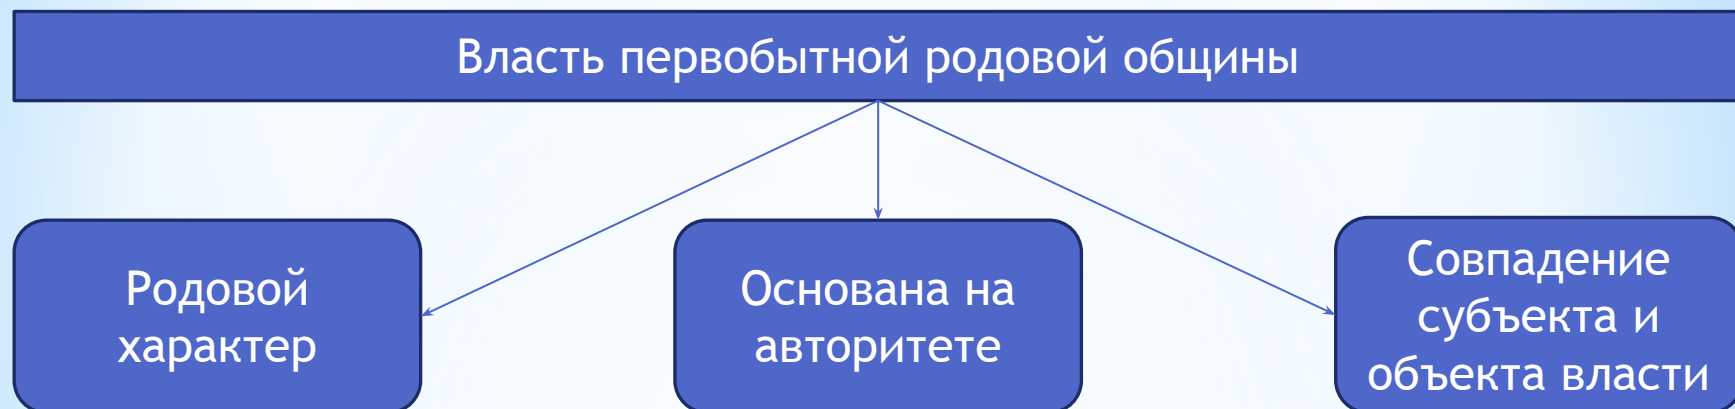 Власть первобытной родовой общины
Родовой
характер
Основана на
авторитете
Совпадение
субъекта и
объекта власти